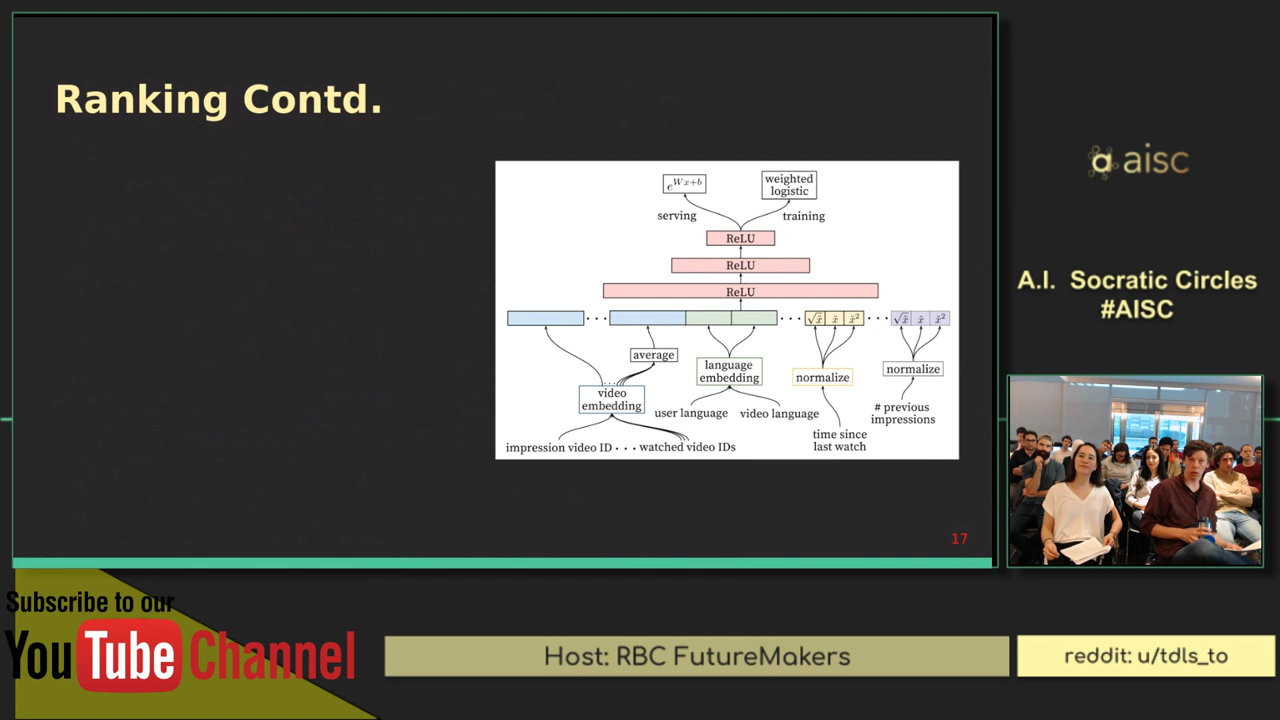 Ranking Contd.
e^{Wx+b}
weighted
logistic
serving
training
ReLU
ReLU
ReLU
. . .
. . .
√x̃ x̃ x̃²
. . .
√x̃ x̃ x̃²
average
language
embedding
normalize
normalize
. . .
video
embedding
user language
video language
# previous
impressions
time since
last watch
impression video ID . . . watched video IDs
17
aisc
A.I. Socratic Circles
#AISC
Subscribe to our
YouTube Channel
Host: RBC FutureMakers
reddit: u/tdls_to